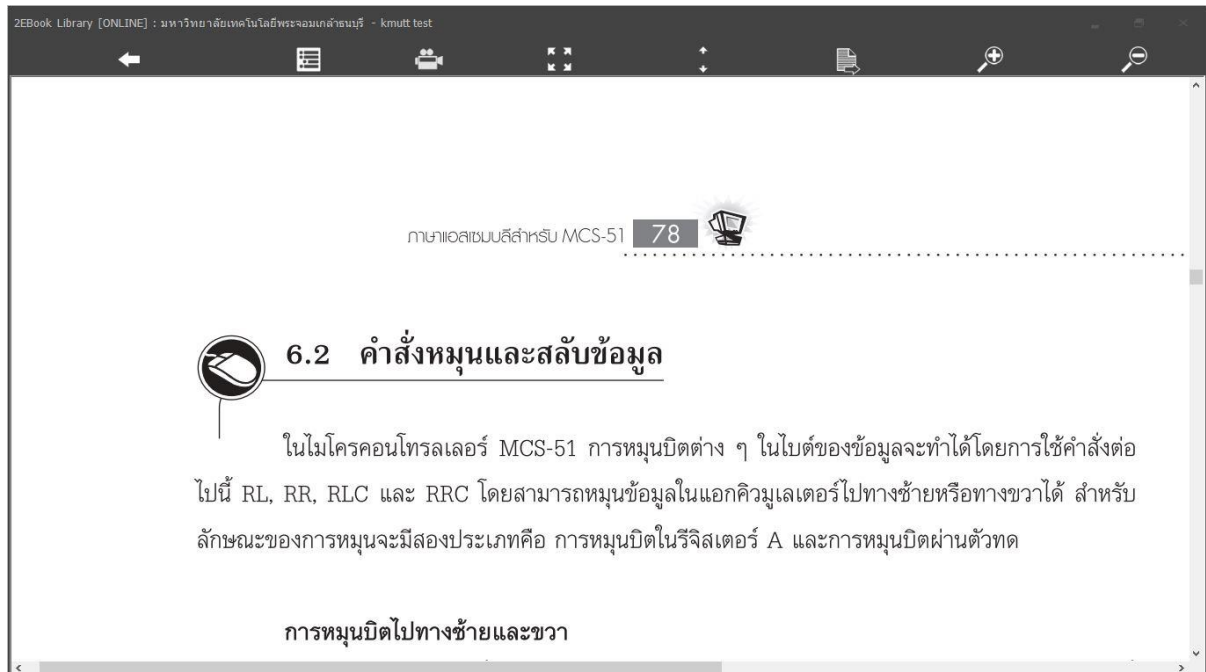 2EBook Library [ONLINE] : มหาวิทยาลัยเทคโนโลยีพระจอมเกล้าธนบุรี - kmutt test
ภาษาแอสเซมบลีสำหรับ MCS-51 78
6.2 คำสั่งหมุนและสลับข้อมูล
ในไมโครคอนโทรลเลอร์ MCS-51 การหมุนบิตต่าง ๆ ในไบต์ของข้อมูลจะทำได้โดยการใช้คำสั่งต่อ
ไปนี้ RL, RR, RLC และ RRC โดยสามารถหมุนข้อมูลในแอกคิวมูเลเตอร์ไปทางซ้ายหรือทางขวาได้ สำหรับ
ลักษณะของการหมุนจะมีสองประเภทคือ การหมุนบิตในรีจิสเตอร์ A และการหมุนบิตผ่านตัวทด
การหมุนบิตไปทางซ้ายและขวา